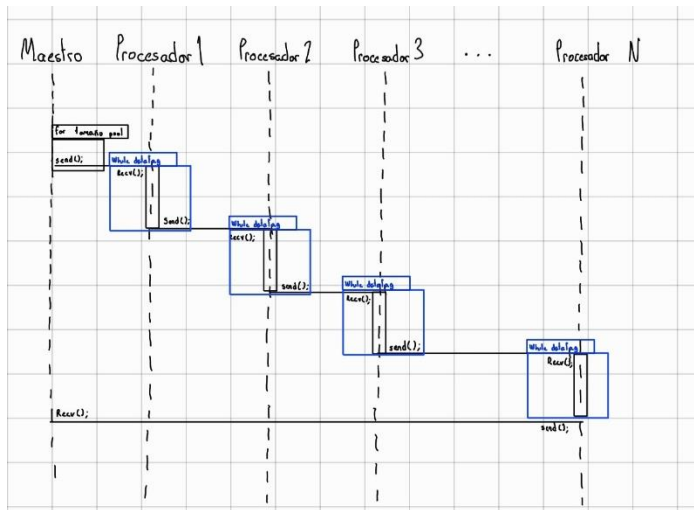 Maestro
Procesador 1
Procesador 2
Procesador 3
...
Procesador N
for tamaño pool
send();
While data[pg
Recv();
Send();
While data[pg
Recv();
send();
While data[pg
Recv();
send();
While data[pg
Recv();
Recv();
send();